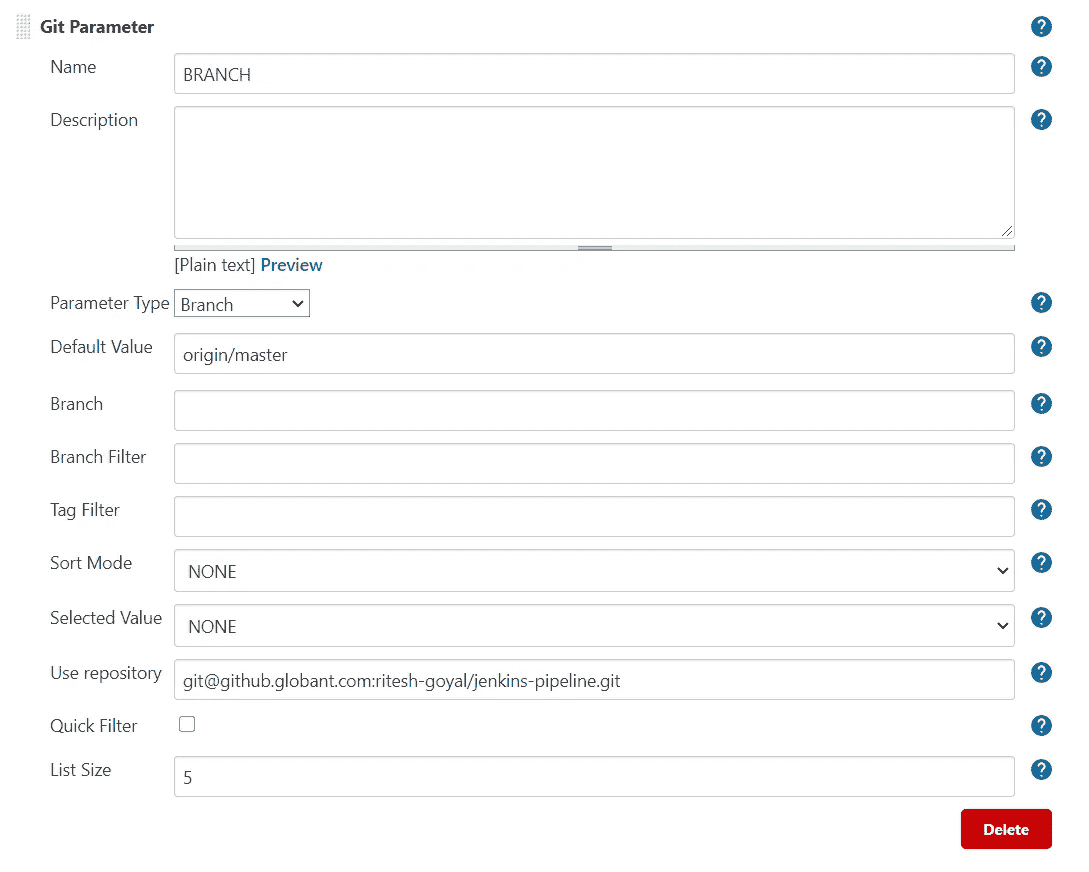 Git Parameter
Name
BRANCH
Description
[Plain text] Preview
Parameter Type
Branch
Default Value
origin/master
Branch
Branch Filter
Tag Filter
Sort Mode
NONE
Selected Value
NONE
Use repository
git@github.globant.com:ritesh-goyal/jenkins-pipeline.git
Quick Filter
List Size
5
Delete